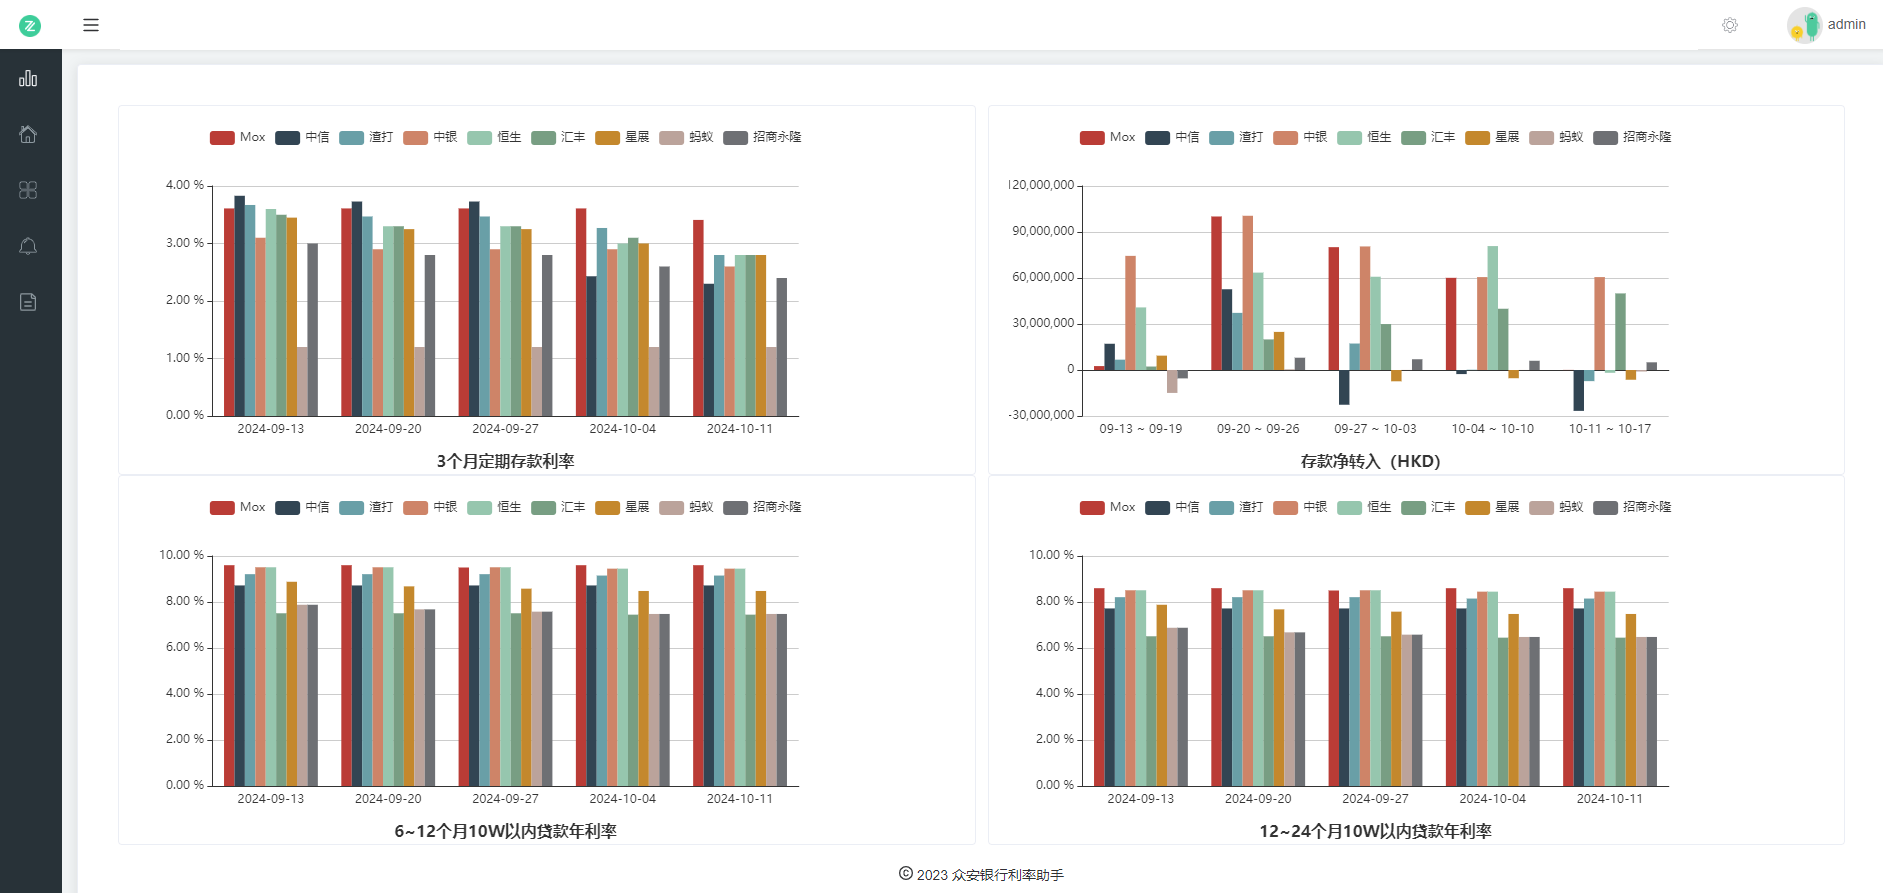 admin
Mox 中信 渣打 中银 恒生 汇丰 星展 蚂蚁 招商永隆
4.00 %
3.00 %
2.00 %
1.00 %
0.00 %
2024-09-13 2024-09-20 2024-09-27 2024-10-04 2024-10-11
3个月定期存款利率
Mox 中信 渣打 中银 恒生 汇丰 星展 蚂蚁 招商永隆
120,000,000
90,000,000
60,000,000
30,000,000
0
-30,000,000
09-13 ~ 09-19 09-20 ~ 09-26 09-27 ~ 10-03 10-04 ~ 10-10 10-11 ~ 10-17
存款净转入（HKD）
Mox 中信 渣打 中银 恒生 汇丰 星展 蚂蚁 招商永隆
10.00 %
8.00 %
6.00 %
4.00 %
2.00 %
0.00 %
2024-09-13 2024-09-20 2024-09-27 2024-10-04 2024-10-11
6~12个月10W以内贷款年利率
Mox 中信 渣打 中银 恒生 汇丰 星展 蚂蚁 招商永隆
10.00 %
8.00 %
6.00 %
4.00 %
2.00 %
0.00 %
2024-09-13 2024-09-20 2024-09-27 2024-10-04 2024-10-11
12~24个月10W以内贷款年利率
© 2023 众安银行利率助手